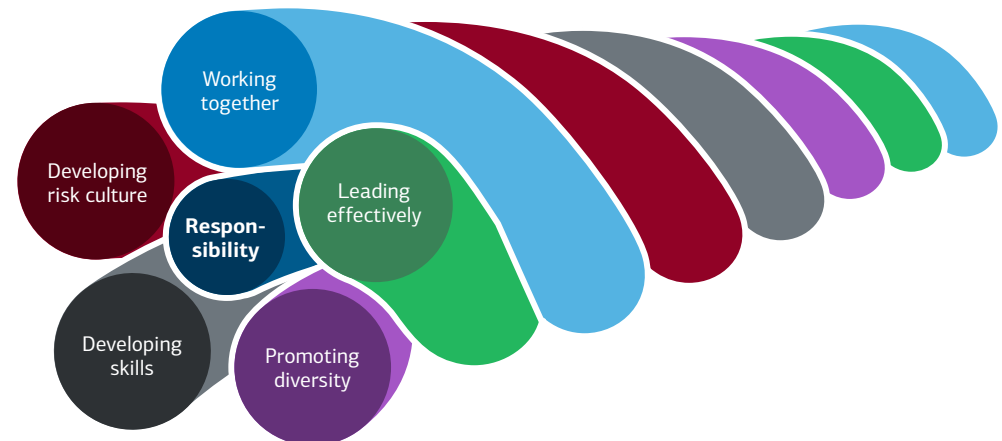 Working
together
Developing
risk culture
Leading
effectively
Respon-
sibility
Developing
skills
Promoting
diversity